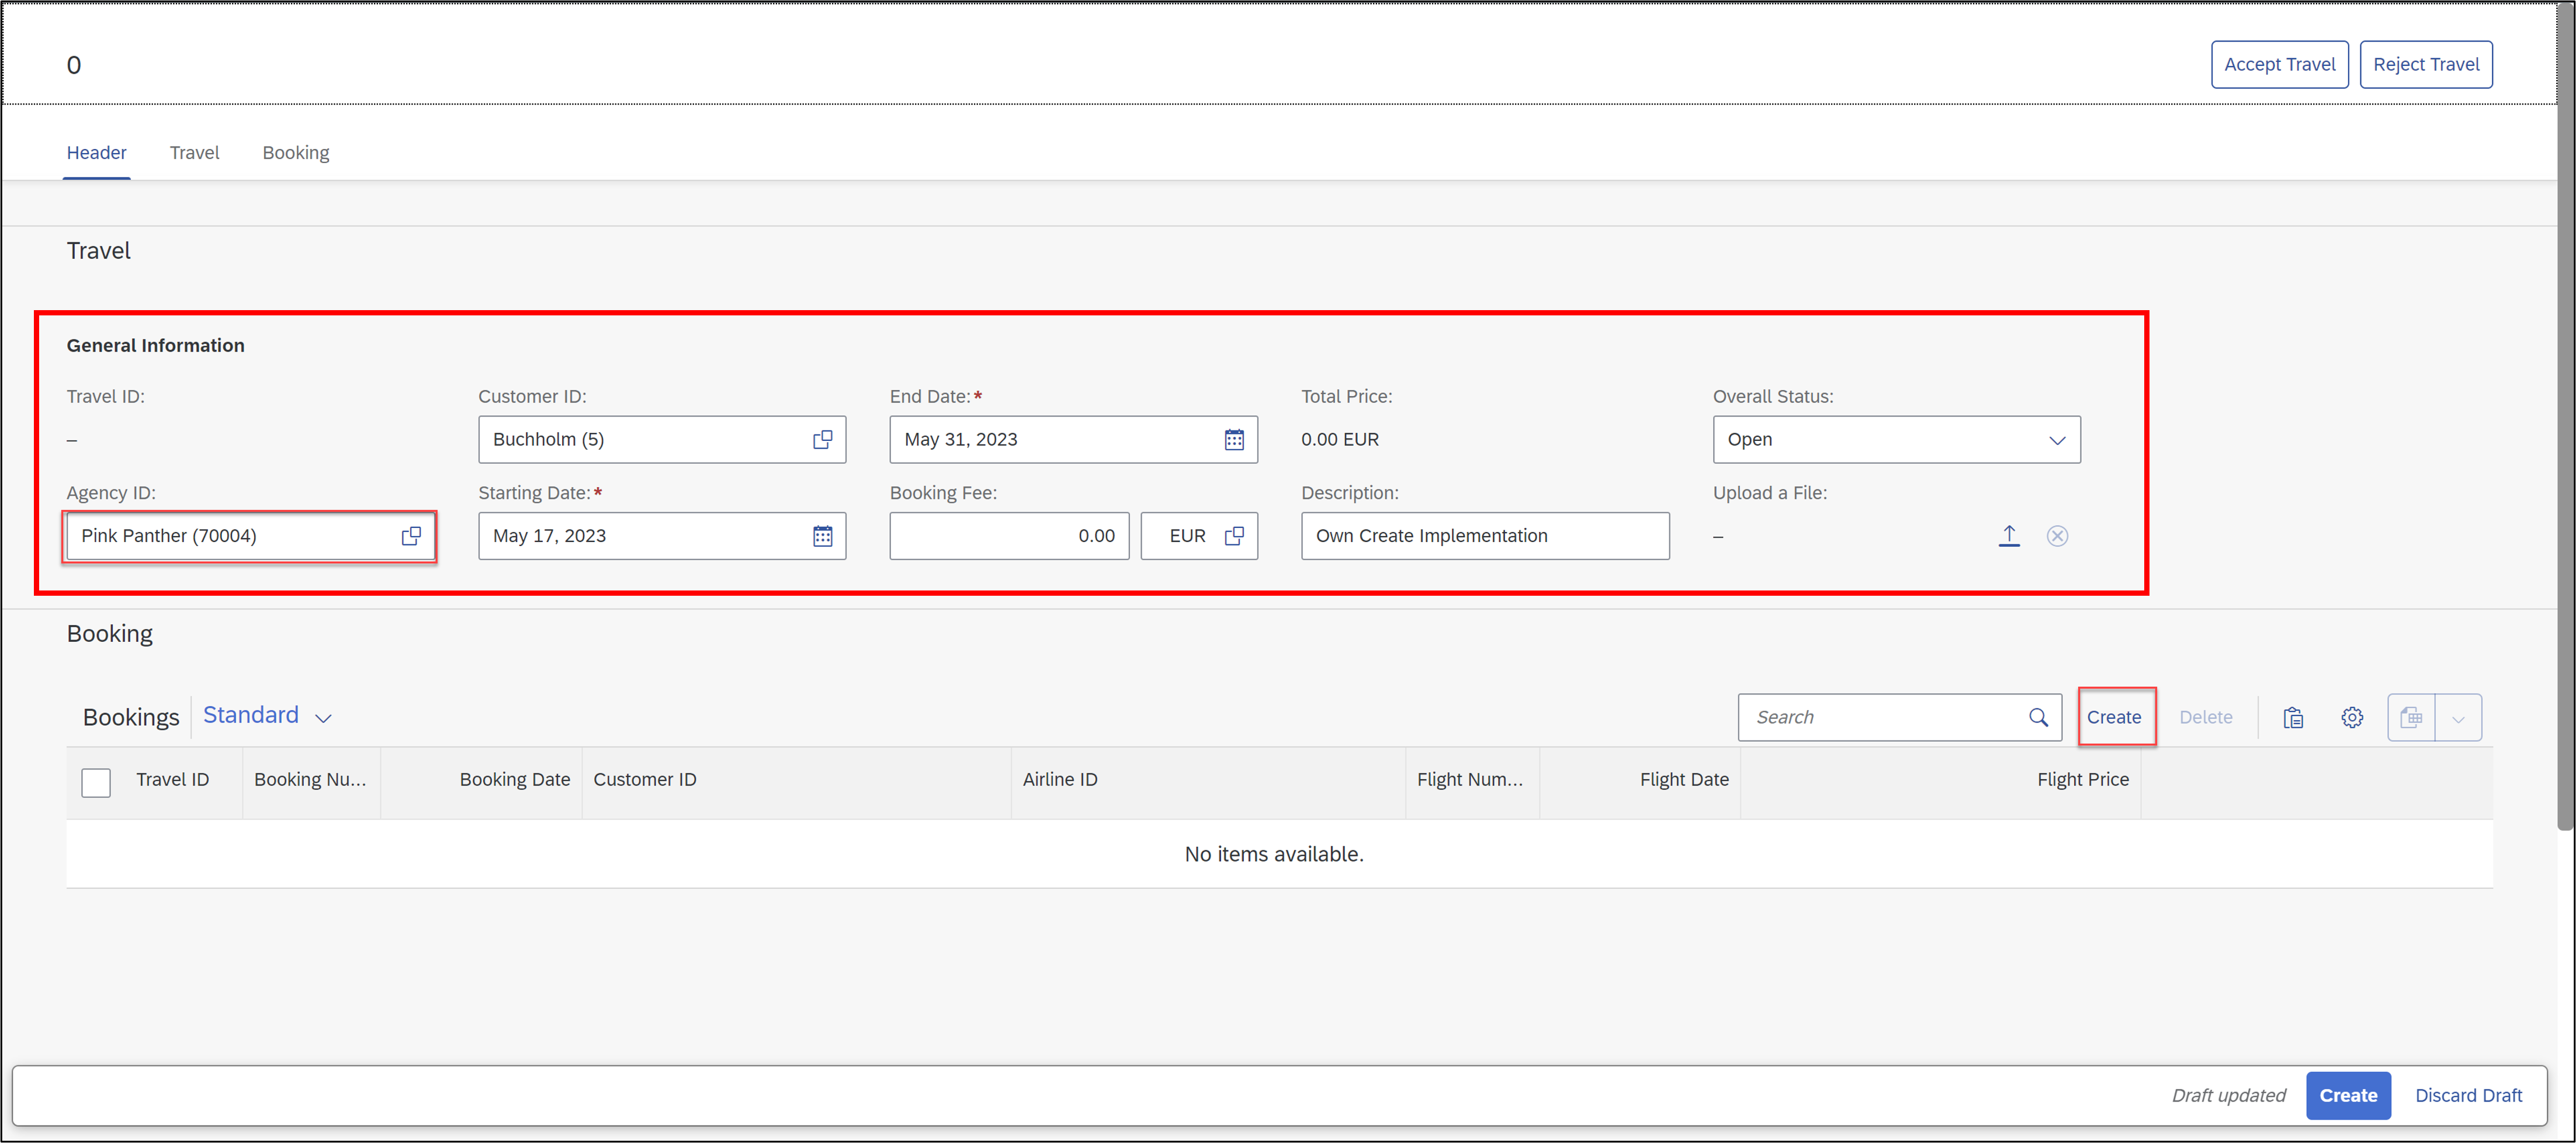 0
Accept Travel Reject Travel
Header Travel Booking
Travel
General Information
Travel ID: Customer ID: End Date:* Total Price: Overall Status:
– Buchholm (5) May 31, 2023 0.00 EUR Open
Agency ID: Starting Date:* Booking Fee: Description: Upload a File:
Pink Panther (70004) May 17, 2023 0.00 EUR Own Create Implementation –
Booking
Bookings Standard Search Create Delete
Travel ID Booking Nu... Booking Date Customer ID Airline ID Flight Num... Flight Date Flight Price
No items available.
Draft updated Create Discard Draft